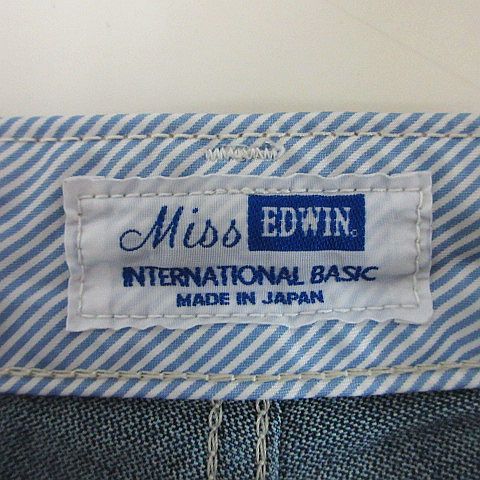 Miss EDWIN.
INTERNATIONAL BASIC
MADE IN JAPAN